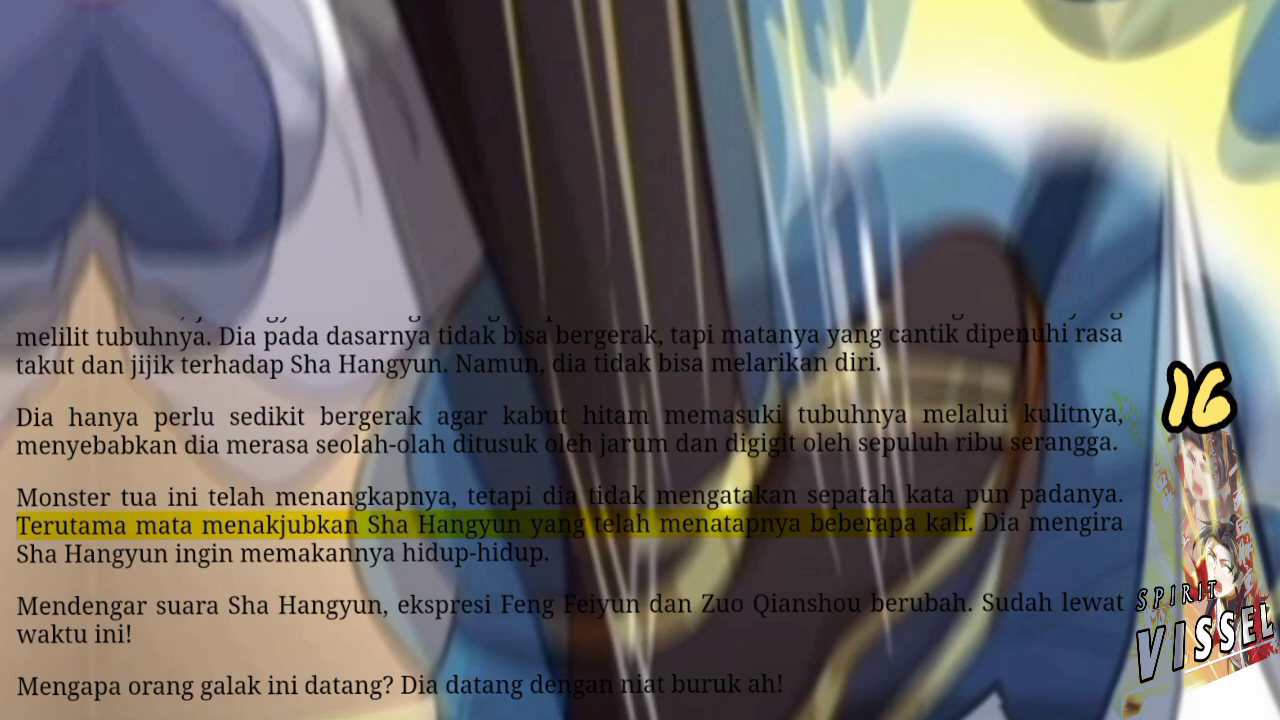 melilit tubuhnya. Dia pada dasarnya tidak bisa bergerak, tapi matanya yang cantik dipenuhi rasa
takut dan jijik terhadap Sha Hangyun. Namun, dia tidak bisa melarikan diri.
Dia hanya perlu sedikit bergerak agar kabut hitam memasuki tubuhnya melalui kulitnya,
menyebabkan dia merasa seolah-olah ditusuk oleh jarum dan digigit oleh sepuluh ribu serangga.
Monster tua ini telah menangkapnya, tetapi dia tidak mengatakan sepatah kata pun padanya.
Terutama mata menakjubkan Sha Hangyun yang telah menatapnya beberapa kali. Dia mengira
Sha Hangyun ingin memakannya hidup-hidup.
Mendengar suara Sha Hangyun, ekspresi Feng Feiyun dan Zuo Qianshou berubah. Sudah lewat
waktu ini!
Mengapa orang galak ini datang? Dia datang dengan niat buruk ah!
16
SPIRIT
VISSEL